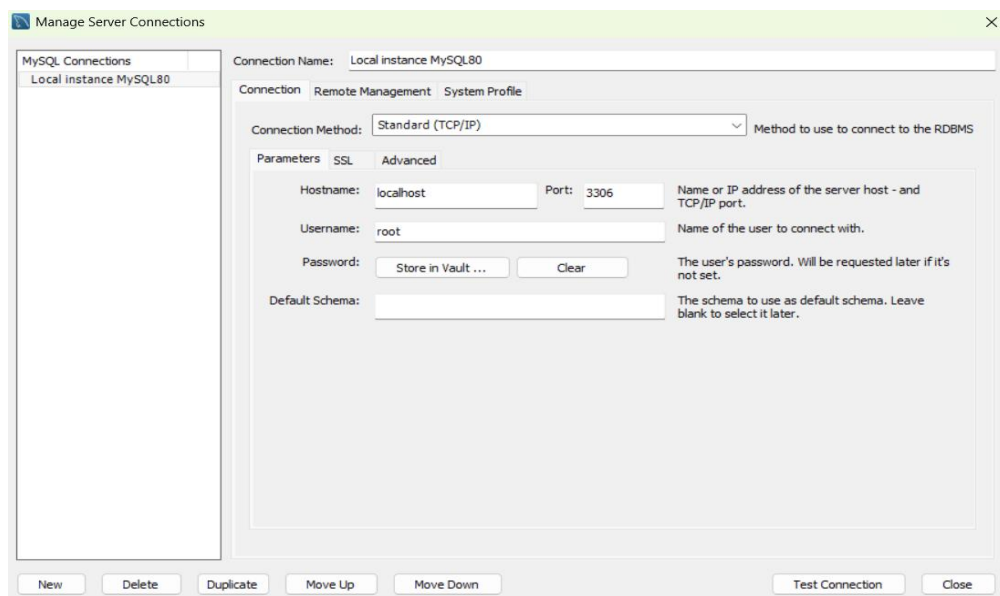 Manage Server Connections
MySQL Connections
Local instance MySQL80
Connection Name: Local instance MySQL80
Connection Remote Management System Profile
Connection Method: Standard (TCP/IP) Method to use to connect to the RDBMS
Parameters SSL Advanced
Hostname: localhost Port: 3306 Name or IP address of the server host - and
TCP/IP port.
Username: root Name of the user to connect with.
Password: Store in Vault ... Clear The user's password. Will be requested later if it's
not set.
Default Schema: The schema to use as default schema. Leave
blank to select it later.
New Delete Duplicate Move Up Move Down Test Connection Close